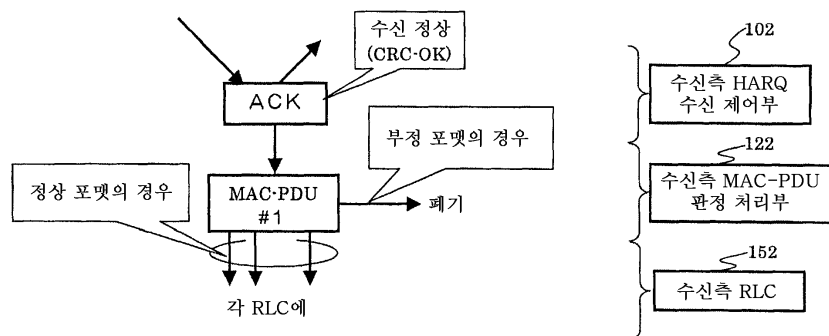 수신 정상
(CRC-OK)
ACK
부정 포맷의 경우
정상 포맷의 경우
MAC-PDU
#1
폐기
각 RLC에
102
수신측 HARQ
수신 제어부
122
수신측 MAC-PDU
판정 처리부
152
수신측 RLC